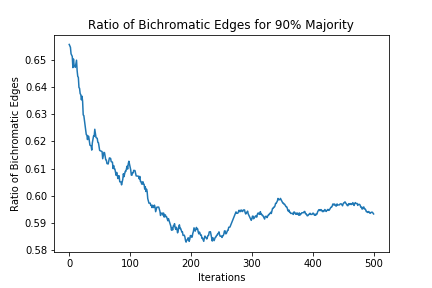 Ratio of Bichromatic Edges for 90% Majority
Ratio of Bichromatic Edges
0.65
0.64
0.63
0.62
0.61
0.60
0.59
0.58
0 100 200 300 400 500
Iterations